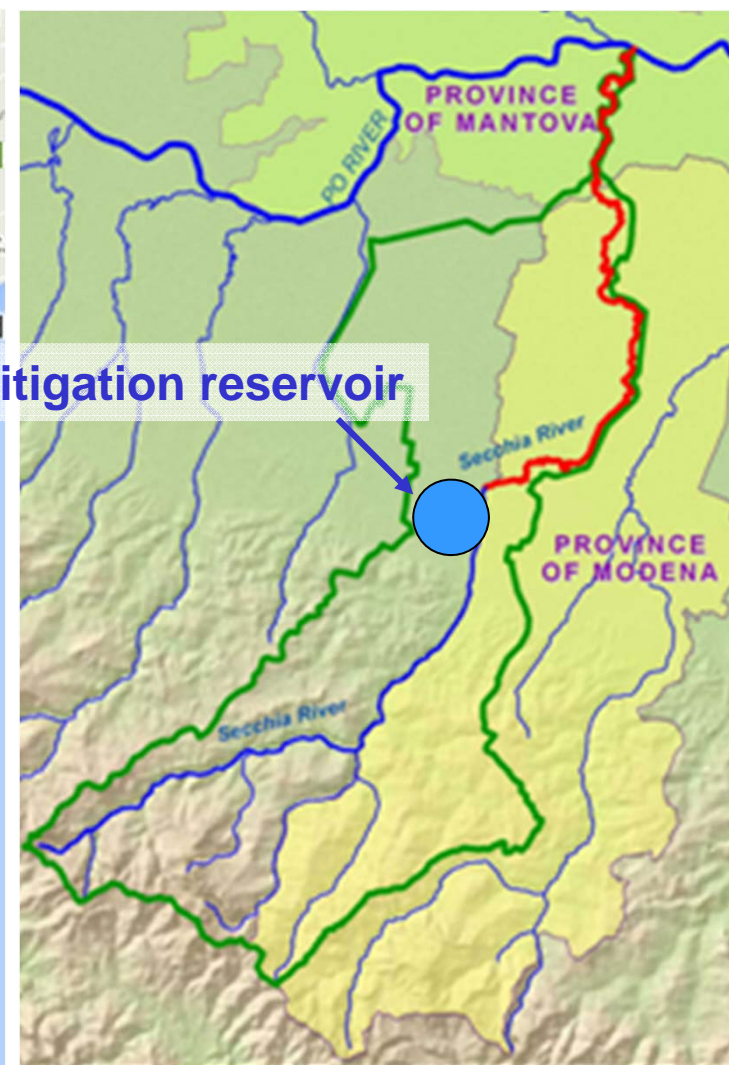 PROVINCE
OF MANTOVA
PO RIVER
itigation reservoir
Secchia River
PROVINCE
OF MODENA
Secchia River